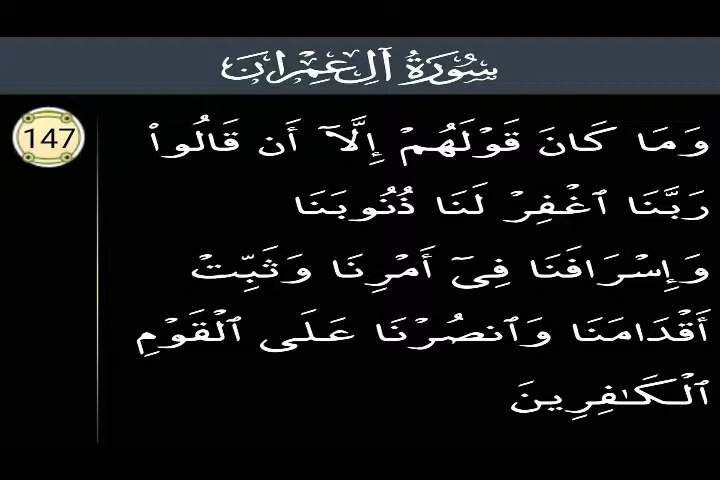 سُورَةُ آلِ عِمْرَانَ
147
وَمَا كَانَ قَوْلَهُمْ إِلَّآ أَن قَالُواْ
رَبَّنَا ٱغْفِرْ لَنَا ذُنُوبَنَا
وَإِسْرَافَنَا فِىٓ أَمْرِنَا وَثَبِّتْ
أَقْدَامَنَا وَٱنصُرْنَا عَلَى ٱلْقَوْمِ
ٱلْكَـٰفِرِينَ